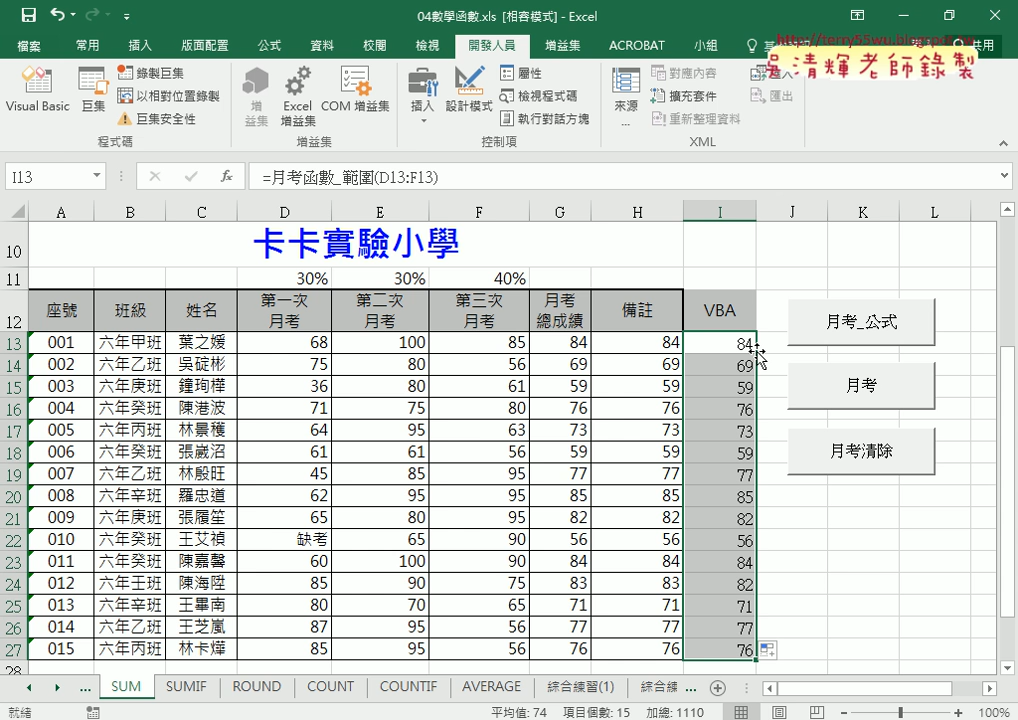 04數學函數.xls [相容模式] - Excel
http://terry55wu.blogspot.tw
吳清輝老師錄製
檔案 常用 插入 版面配置 公式 資料 校閱 檢視 開發人員 增益集 ACROBAT 小組 共用
Visual Basic 巨集 錄製巨集 以相對位置錄製 巨集安全性
增益集 Excel 增益集 COM 增益集
插入 設計模式 屬性 檢視程式碼 執行對話方塊
來源... 對應內容 擴充套件 重新整理資料 匯出
程式碼 增益集 控制項 XML
I13 fx =月考函數_範圍(D13:F13)
A B C D E F G H I J K L
10 卡卡實驗小學
11 30% 30% 40%
12 座號 班級 姓名 第一次月考 第二次月考 第三次月考 月考總成績 備註 VBA
13 001 六年甲班 葉之媛 68 100 85 84 84 84
14 002 六年乙班 吳碇彬 75 80 56 69 69 69
15 003 六年庚班 鐘珣樺 36 80 61 59 59 59
16 004 六年癸班 陳港波 71 75 80 76 76 76
17 005 六年丙班 林景穫 64 95 63 73 73 73
18 006 六年癸班 張崴沼 61 61 56 59 59 59
19 007 六年乙班 林殷旺 45 85 95 77 77 77
20 008 六年辛班 羅忠道 62 95 95 85 85 85
21 009 六年庚班 張履笙 65 80 95 82 82 82
22 010 六年癸班 王艾禎 缺考 65 90 56 56 56
23 011 六年癸班 陳嘉馨 60 100 90 84 84 84
24 012 六年壬班 陳海陞 85 90 75 83 83 82
25 013 六年辛班 王畢南 80 70 65 71 71 71
26 014 六年乙班 王芝嵐 87 95 56 77 77 77
27 015 六年丙班 林卡燁 85 95 56 76 76 76
28
月考_公式
月考
月考清除
... SUM SUMIF ROUND COUNT COUNTIF AVERAGE 綜合練習(1) 綜合練 ...
就緒 平均值: 74 項目個數: 15 加總: 1110 100%